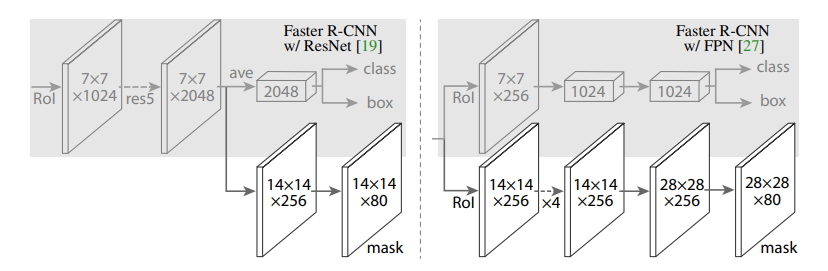 Faster R-CNN
w/ ResNet [19]
RoI
7×7
×1024
res5
7×7
×2048
ave
2048
class
box
14×14
×256
14×14
×80
mask
Faster R-CNN
w/ FPN [27]
RoI
7×7
×256
1024
1024
class
box
RoI
14×14
×256
×4
14×14
×256
28×28
×256
28×28
×80
mask